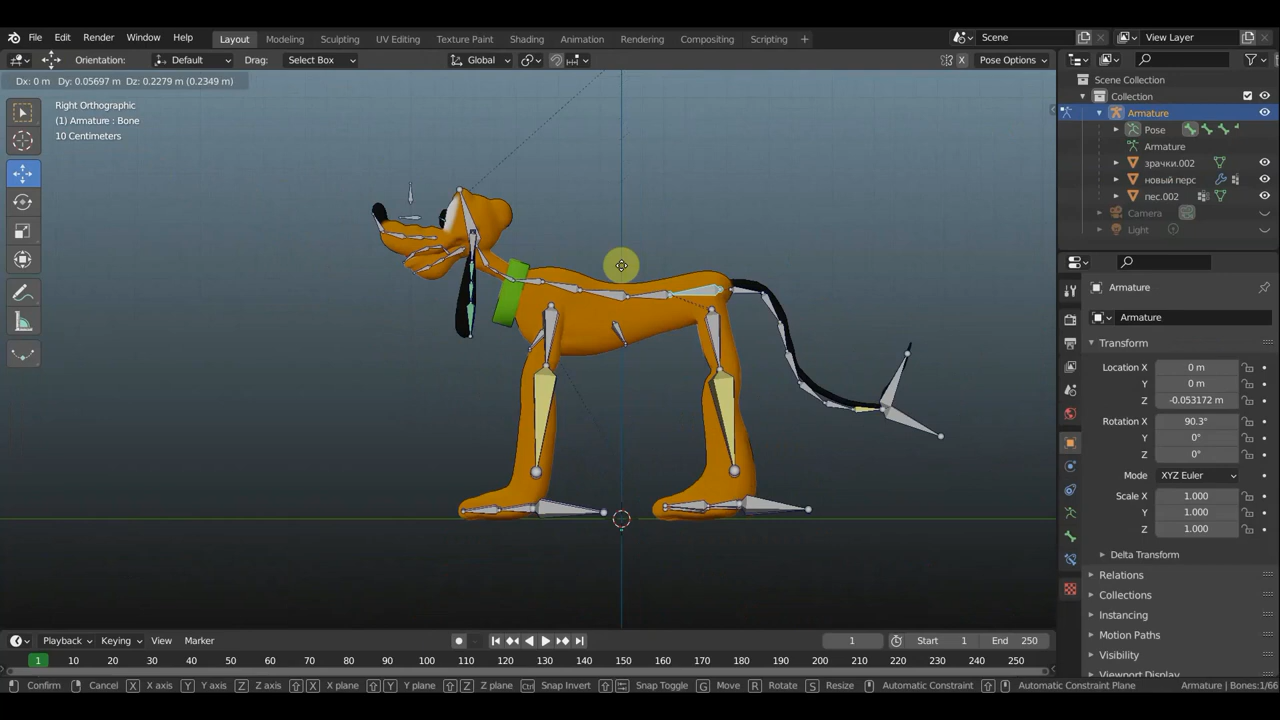 File Edit Render Window Help Layout Modeling Sculpting UV Editing Texture Paint Shading Animation Rendering Compositing Scripting + Scene View Layer
Orientation: Default Drag: Select Box Global X Pose Options
Dx: 0 m Dy: 0.05697 m Dz: 0.2279 m (0.2349 m)
Right Orthographic
(1) Armature : Bone
10 Centimeters
Scene Collection
Collection
Armature
Pose
Armature
зрачки.002
новый перс
пес.002
Camera
Light
Armature
Armature
Transform
Location X 0 m
Y 0 m
Z -0.053172 m
Rotation X 90.3°
Y 0°
Z 0°
Mode XYZ Euler
Scale X 1.000
Y 1.000
Z 1.000
Delta Transform
Relations
Collections
Instancing
Motion Paths
Visibility
Viewport Display
Playback Keying View Marker 1 Start 1 End 250
1 10 20 30 40 50 60 70 80 90 100 110 120 130 140 150 160 170 180 190 200 210 220 230 240 250
Confirm Cancel X X axis Y Y axis Z Z axis X X plane Y Y plane Z Z plane Ctrl Snap Invert Snap Toggle G Move R Rotate S Resize Automatic Constraint Automatic Constraint Plane Armature | Bones:1/66